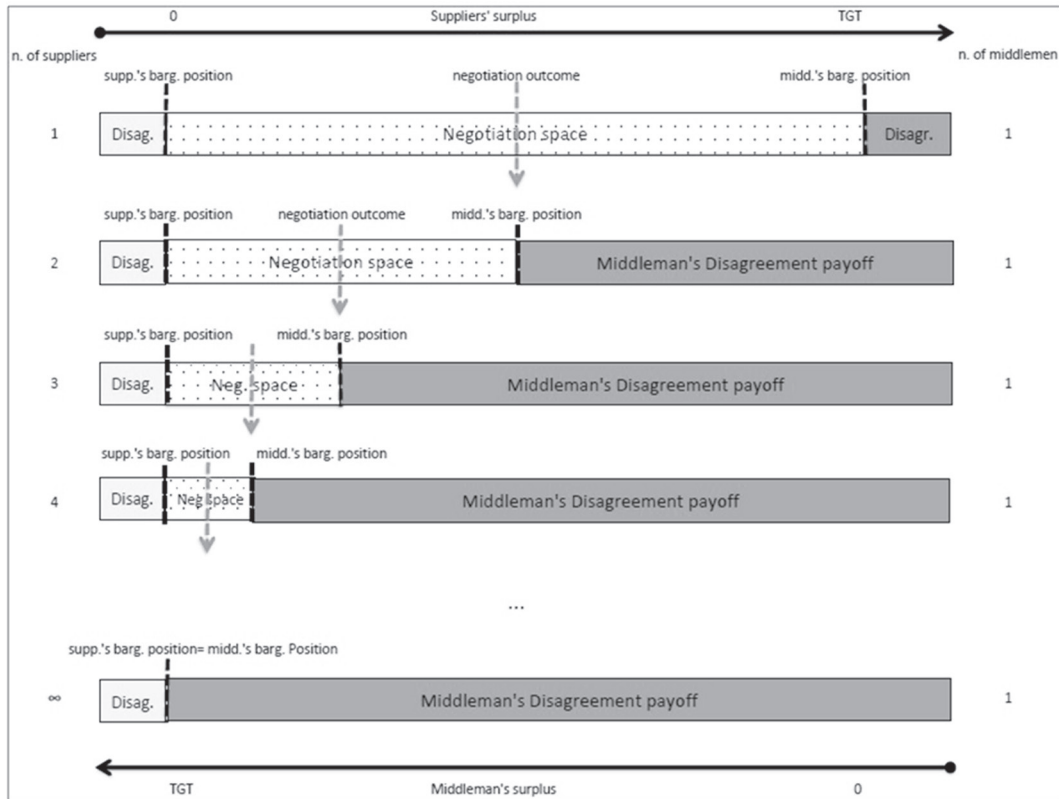 0 Suppliers' surplus TGT
n. of suppliers n. of middlemen
supp.'s barg. position negotiation outcome midd.'s barg. position
1 Disag. Negotiation space Disagr. 1
supp.'s barg. position negotiation outcome midd.'s barg. position
2 Disag. Negotiation space Middleman's Disagreement payoff 1
supp.'s barg. position midd.'s barg. position
3 Disag. Neg. space Middleman's Disagreement payoff 1
supp.'s barg. position midd.'s barg. position
4 Disag. Neg space Middleman's Disagreement payoff 1
...
supp.'s barg. position= midd.'s barg. Position
∞ Disag. Middleman's Disagreement payoff 1
TGT Middleman's surplus 0